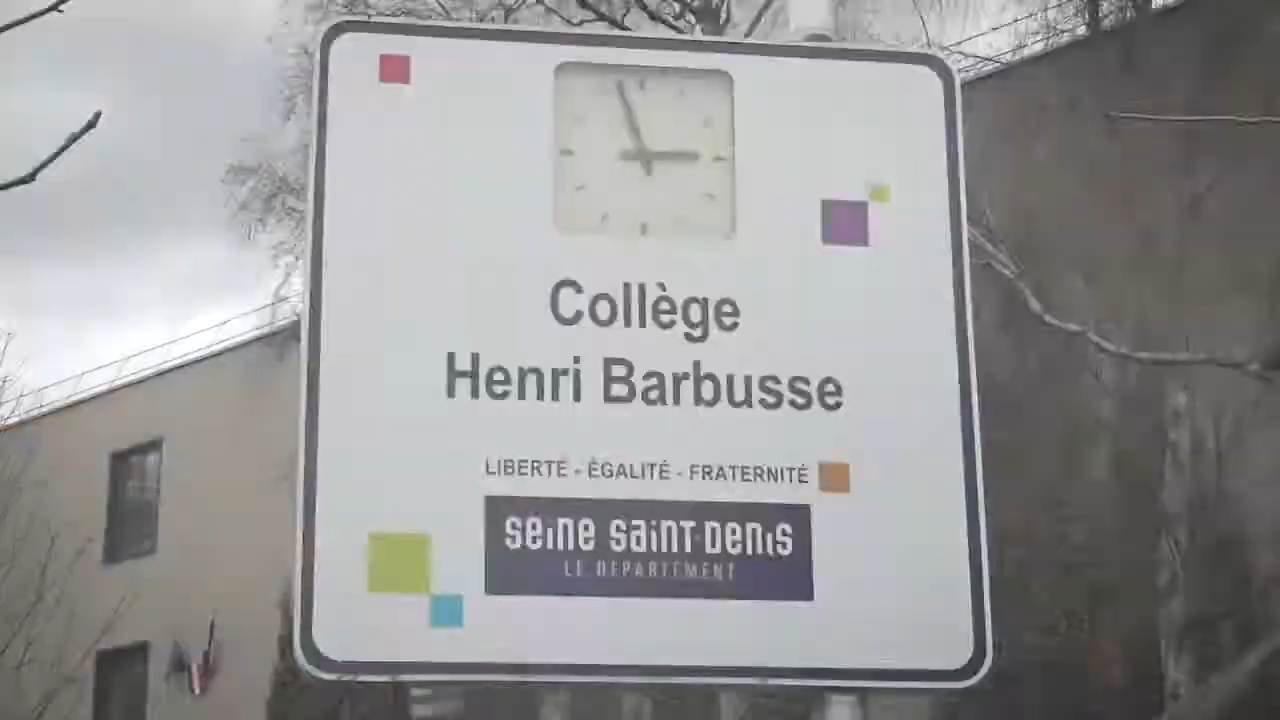 Collège
Henri Barbusse
LIBERTÉ - ÉGALITÉ - FRATERNITÉ
seine saint-denis
LE DÉPARTEMENT